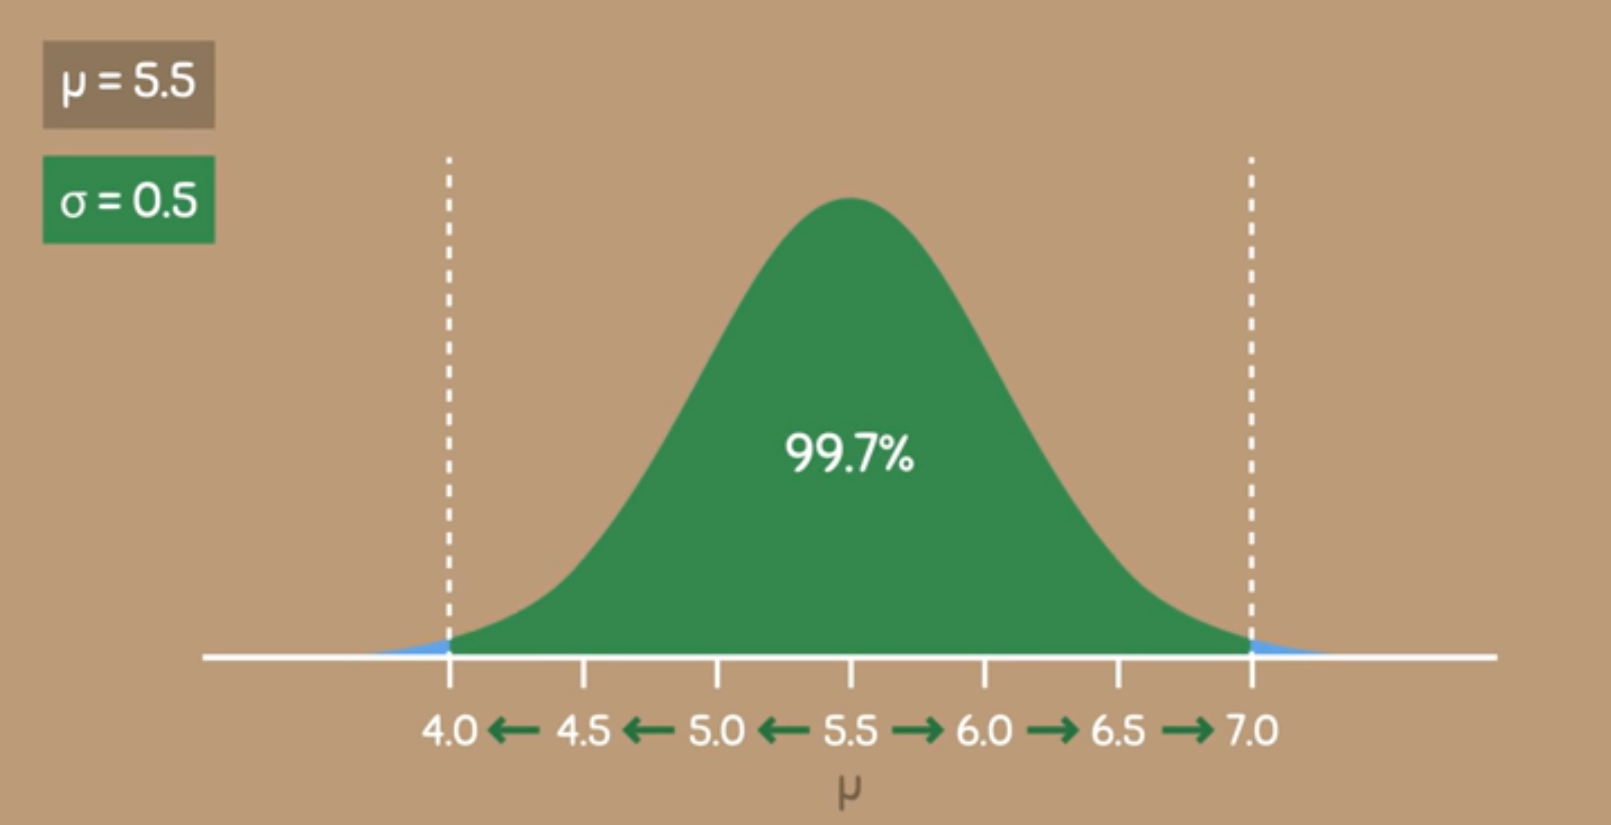 μ = 5.5
σ = 0.5
99.7%
4.0 ← 4.5 ← 5.0 ← 5.5 → 6.0 → 6.5 → 7.0
μ